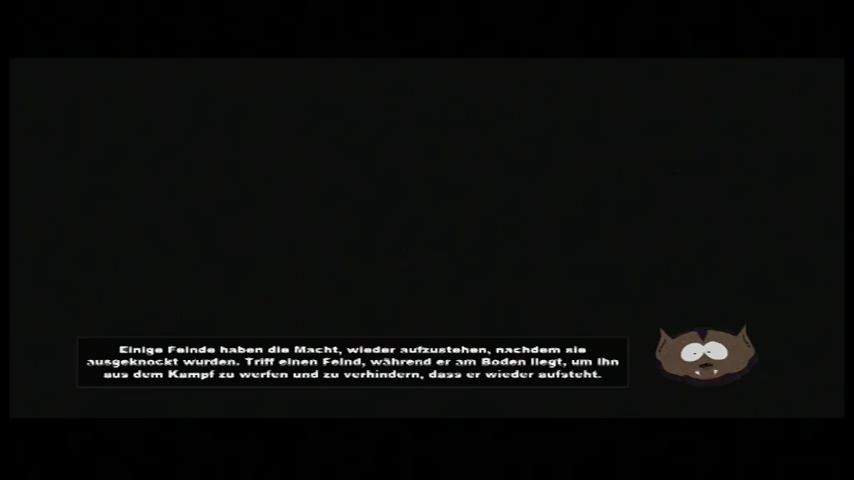 Einige Feinde haben die Macht, wieder aufzustehen, nachdem sie
ausgeknockt wurden. Triff einen Feind, während er am Boden liegt, um ihn
aus dem Kampf zu werfen und zu verhindern, dass er wieder aufsteht.